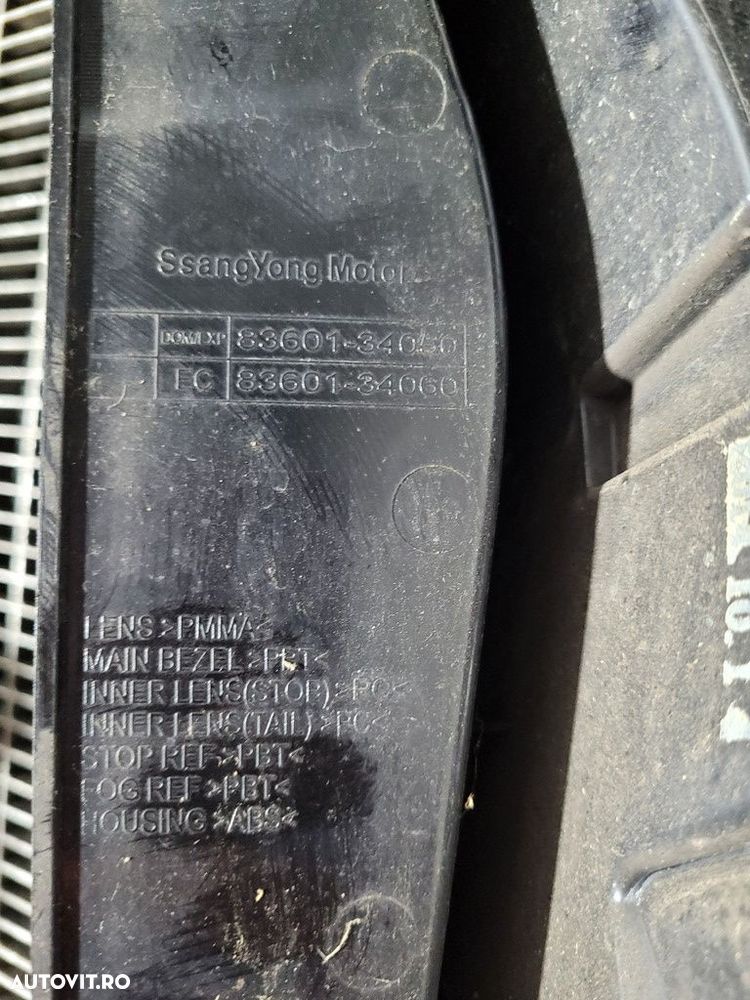 SsangYong Motor
DOM/EXP 83601-34050
EC 83601-34060
LENS>PMMA<
MAIN BEZEL>PBT<
INNER LENS(STOP)>PC<
INNER LENS(TAIL)>PC<
STOP REF>PBT<
FOG REF>PBT<
HOUSING>ABS<
AUTOVIT.RO